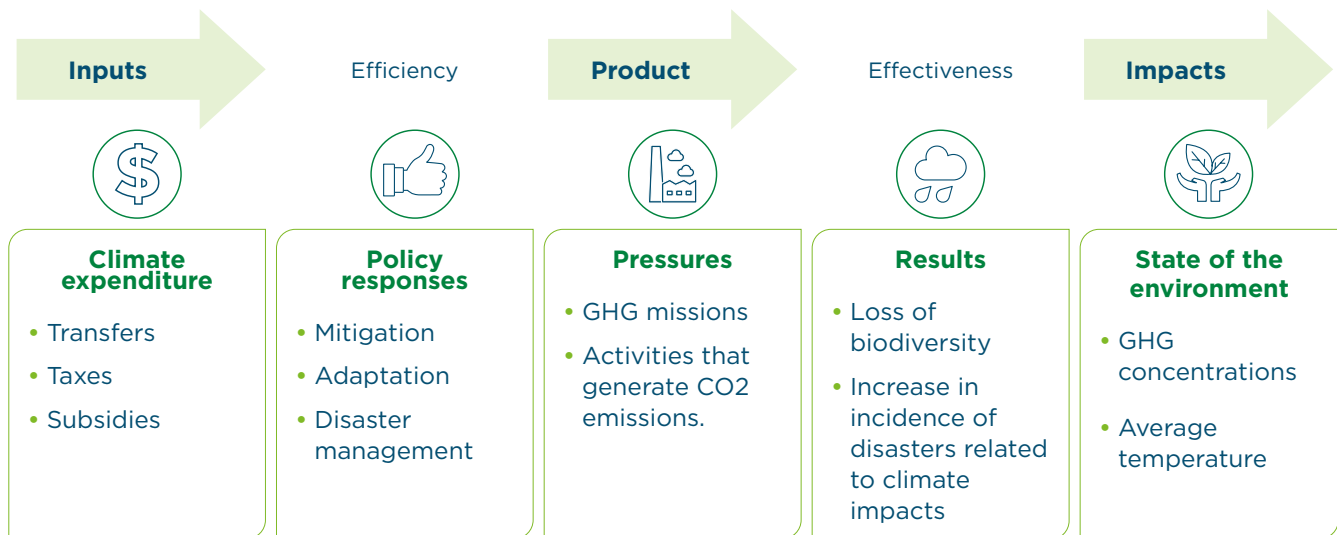 Inputs
Efficiency
Product
Effectiveness
Impacts
$
Climate
expenditure
• Transfers
• Taxes
• Subsidies
Policy
responses
• Mitigation
• Adaptation
• Disaster
management
Pressures
• GHG missions
• Activities that
generate CO2
emissions.
Results
• Loss of
biodiversity
• Increase in
incidence of
disasters related
to climate
impacts
State of the
environment
• GHG
concentrations
• Average
temperature